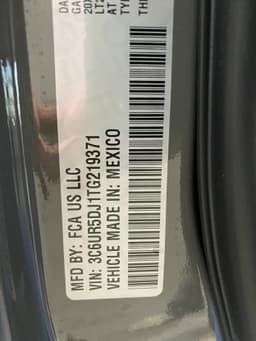 MFD BY: FCA US LLC
VIN: 3C6UR5DJ1TG219371
VEHICLE MADE IN: MEXICO